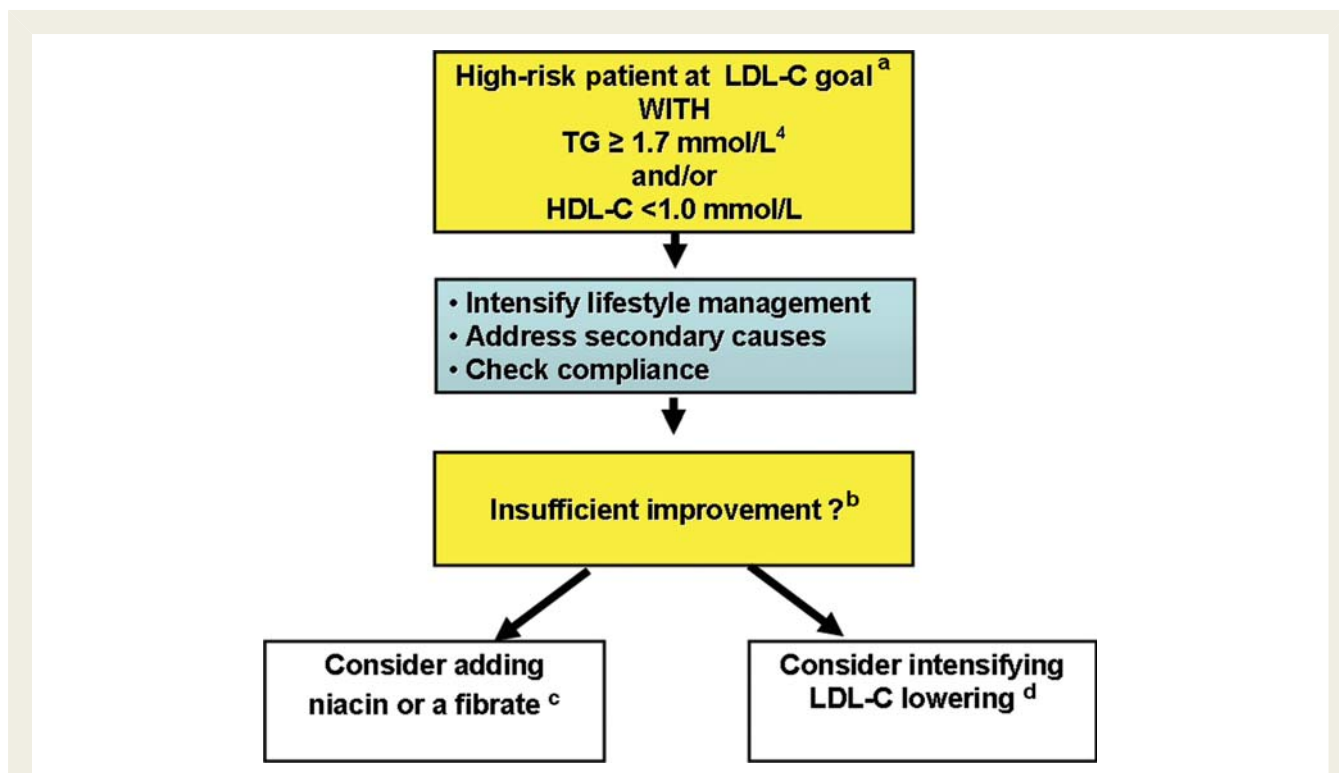 High-risk patient at LDL-C goal a
WITH
TG ≥ 1.7 mmol/L4
and/or
HDL-C <1.0 mmol/L
• Intensify lifestyle management
• Address secondary causes
• Check compliance
Insufficient improvement ?b
Consider adding
niacin or a fibrate c
Consider intensifying
LDL-C lowering d